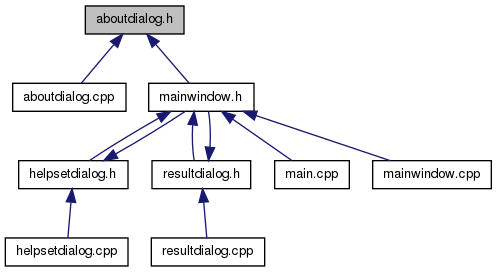 aboutdialog.h
aboutdialog.cpp
mainwindow.h
helpsetdialog.h
resultdialog.h
main.cpp
mainwindow.cpp
helpsetdialog.cpp
resultdialog.cpp